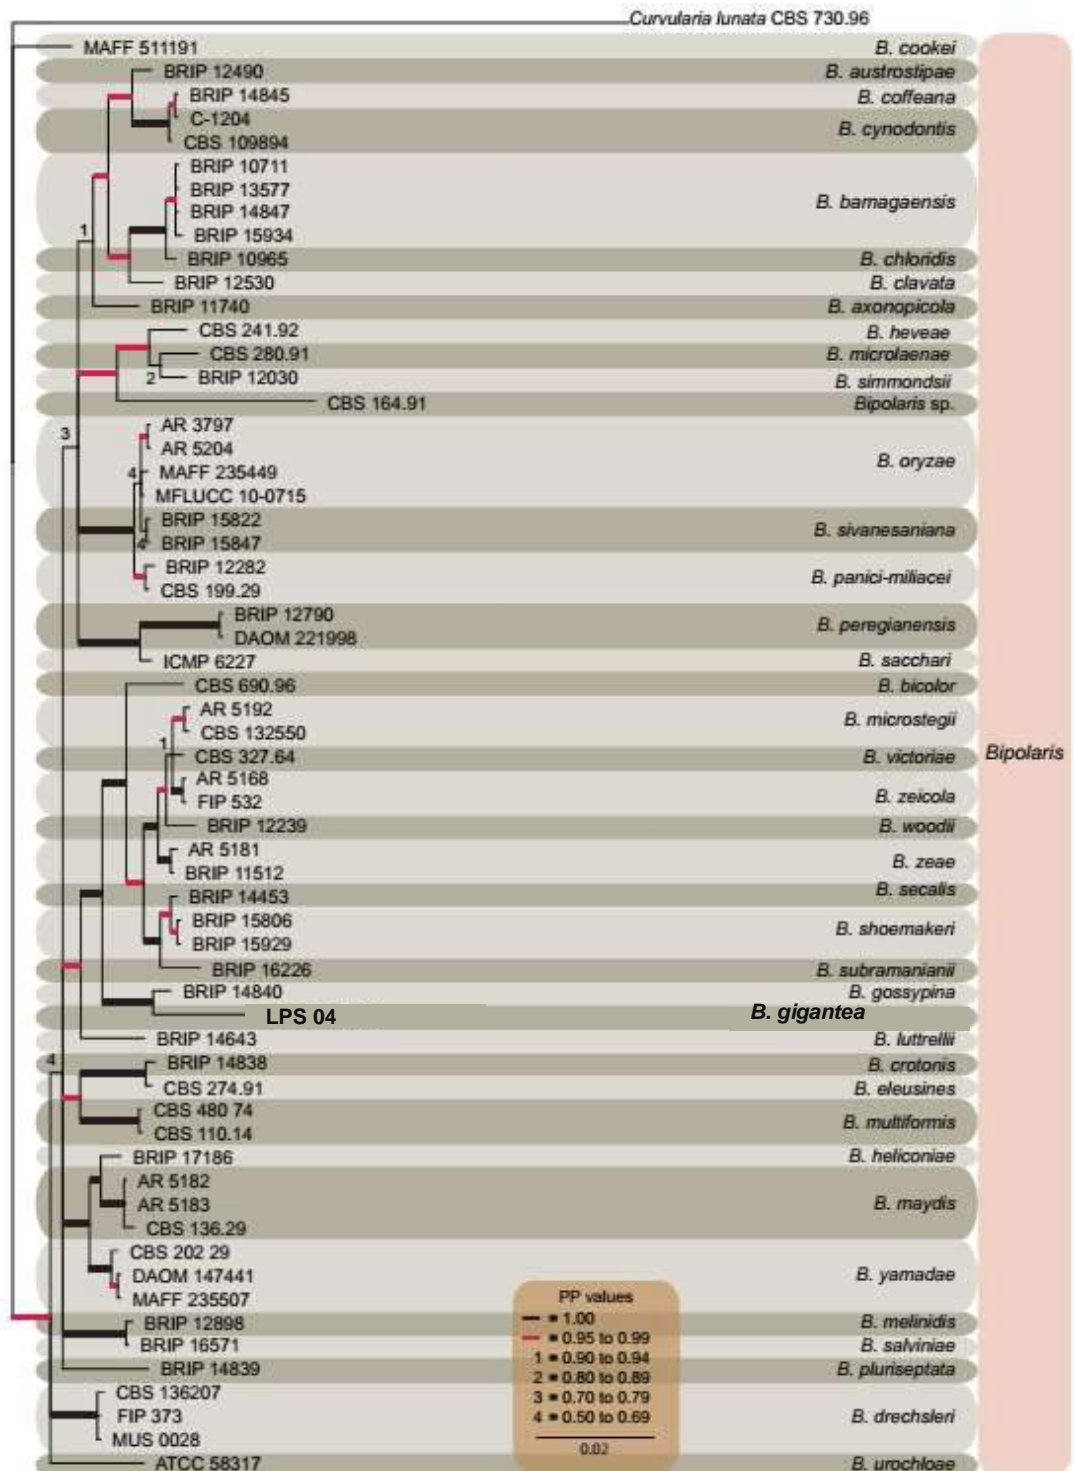 Curvularia lunata CBS 730.96
MAFF 511191 B. cookei
BRIP 12490 B. austrostipae
BRIP 14845 B. coffeana
C-1204
B. cynodontis
CBS 109894
BRIP 10711
BRIP 13577
B. bamagaensis
BRIP 14847
BRIP 15934
1
BRIP 10965 B. chloridis
BRIP 12530 B. clavata
BRIP 11740 B. axonopicola
CBS 241.92 B. heveae
CBS 280.91 B. microlaenae
2 BRIP 12030 B. simmondsii
CBS 164.91 Bipolaris sp.
AR 3797
3
AR 5204
B. oryzae
4 MAFF 235449
MFLUCC 10-0715
BRIP 15822
B. sivanesaniana
4 BRIP 15847
BRIP 12282
B. panici-miliacei
CBS 199.29
BRIP 12790
B. peregianensis
DAOM 221998
ICMP 6227 B. sacchari
CBS 690.96 B. bicolor
AR 5192
B. microstegii
CBS 132550
1
CBS 327.64 B. victoriae
Bipolaris
AR 5168
B. zeicola
FIP 532
BRIP 12239 B. woodii
AR 5181
B. zeae
BRIP 11512
BRIP 14453 B. secalis
BRIP 15806
B. shoemakeri
BRIP 15929
BRIP 16226 B. subramanianii
BRIP 14840 B. gossypina
LPS 04 B. gigantea
BRIP 14643 B. luttrellii
4
BRIP 14838 B. crotonis
CBS 274.91 B. eleusines
CBS 480 74
B. multiformis
CBS 110.14
BRIP 17186 B. heliconiae
AR 5182
AR 5183 B. maydis
CBS 136.29
CBS 202 29
DAOM 147441 B. yamadae
MAFF 235507
BRIP 12898 B. melinidis
BRIP 16571 B. salviniae
BRIP 14839 B. pluriseptata
CBS 136207
FIP 373 B. drechsleri
MUS 0028
ATCC 58317 B. urochloae
PP values
= 1.00
= 0.95 to 0.99
1 = 0.90 to 0.94
2 = 0.80 to 0.89
3 = 0.70 to 0.79
4 = 0.50 to 0.69
0.02